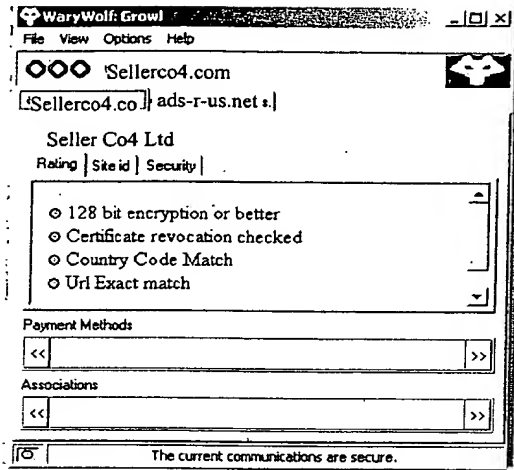 WaryWolf: Growl
File View Options Help
Sellerco4.com
Sellerco4.co ads-r-us.net s.
Seller Co4 Ltd
Rating Site id Security
128 bit encryption or better
Certificate revocation checked
Country Code Match
Url Exact match
Payment Methods
<< >>
Associations
<< >>
The current communications are secure.